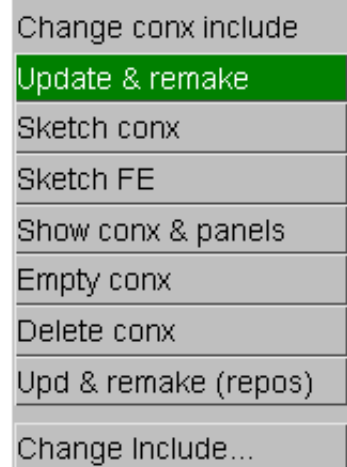 Change conx include
Update & remake
Sketch conx
Sketch FE
Show conx & panels
Empty conx
Delete conx
Upd & remake (repos)
Change Include...